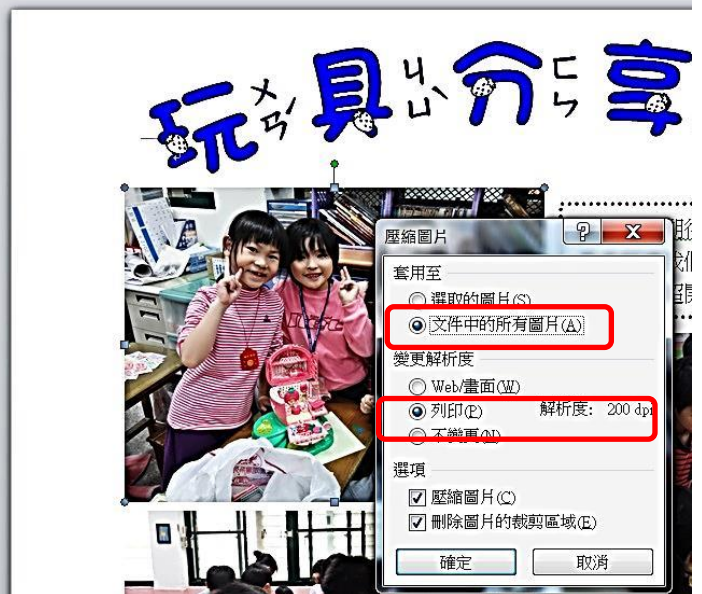 玩ㄨㄢˊ具ㄐㄩˋ分ㄈㄣ享
壓縮圖片
套用至
選取的圖片(S)
文件中的所有圖片(A)
變更解析度
Web/畫面(W)
列印(P) 解析度: 200 dpi
不變更(N)
選項
壓縮圖片(C)
刪除圖片的裁剪區域(E)
確定 取消